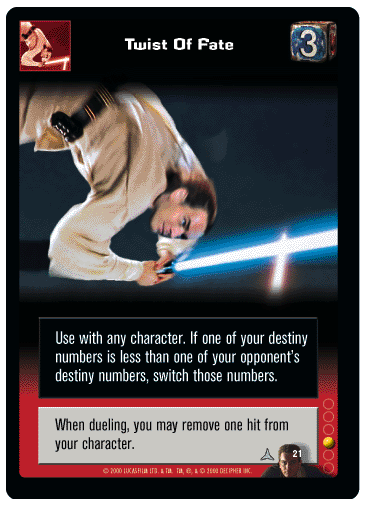 Twist Of Fate
3
Use with any character. If one of your destiny
numbers is less than one of your opponent's
destiny numbers, switch those numbers.
When dueling, you may remove one hit from
your character.
21
© 2000 LUCASFILM LTD. & TM. TM, ®, & © 2000 DECIPHER INC.